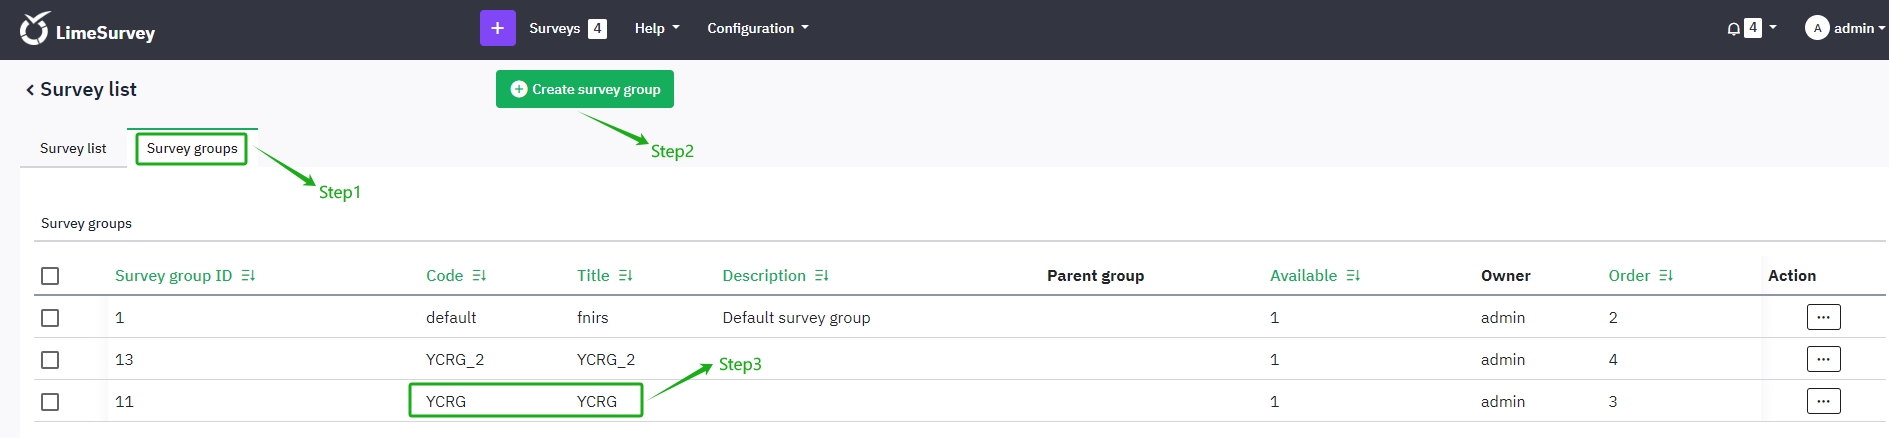 LimeSurvey + Surveys 4 Help Configuration 4 A admin
Survey list Create survey group
Survey list Survey groups Step2
Step1
Survey groups
Survey group ID Code Title Description Parent group Available Owner Order Action
1 default fnirs Default survey group 1 admin 2 ...
13 YCRG_2 YCRG_2 1 admin 4 ...
Step3
11 YCRG YCRG 1 admin 3 ...